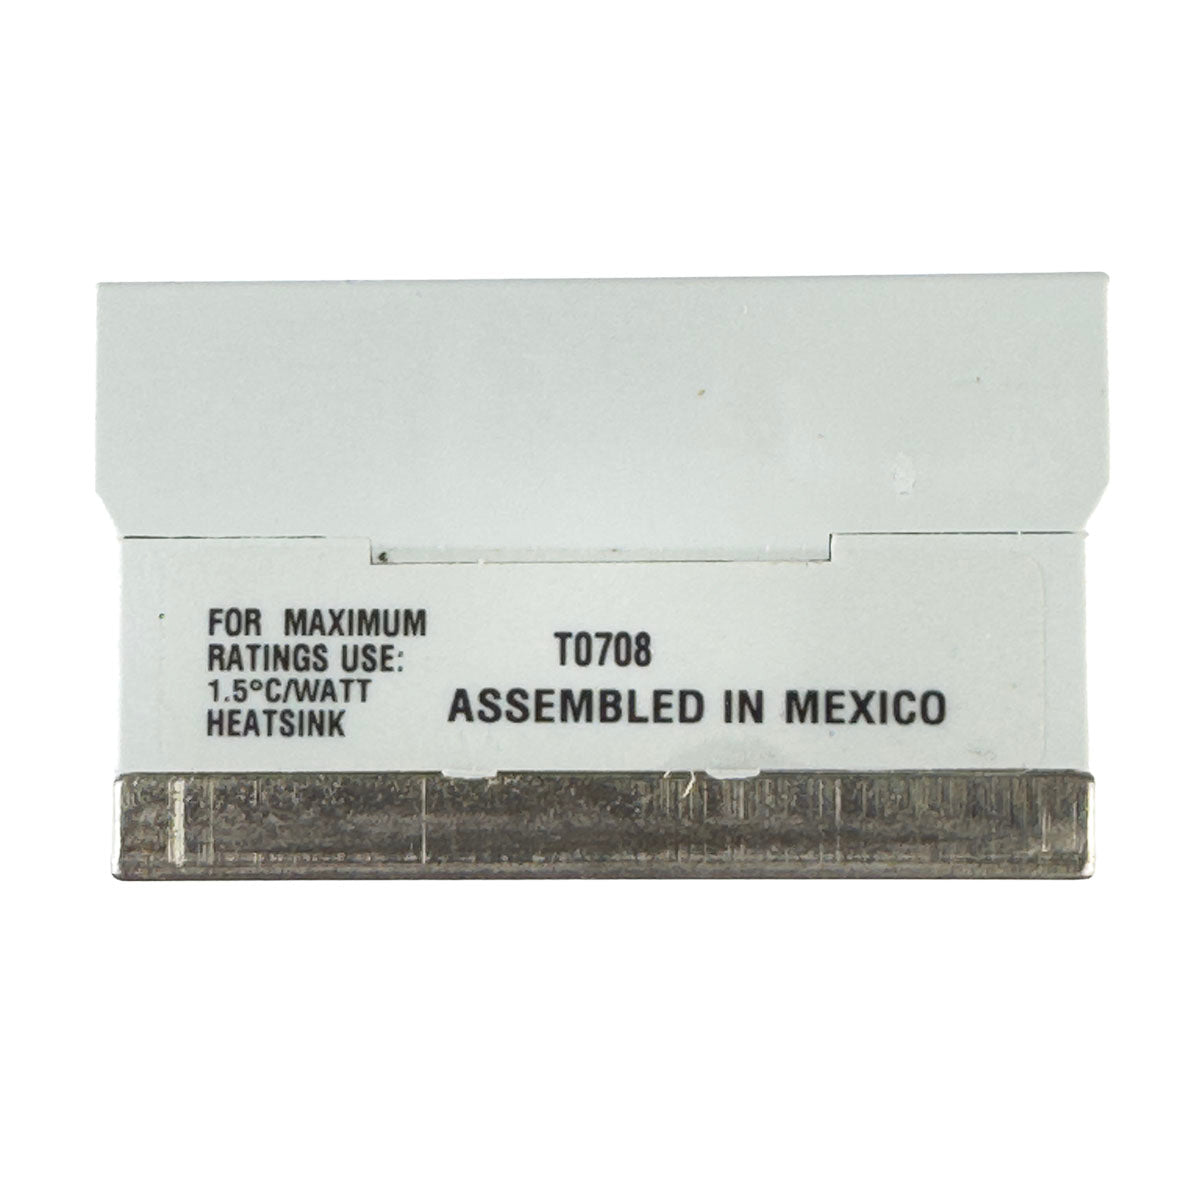 FOR MAXIMUM
RATINGS USE:
1.5°C/WATT
HEATSINK
T0708
ASSEMBLED IN MEXICO